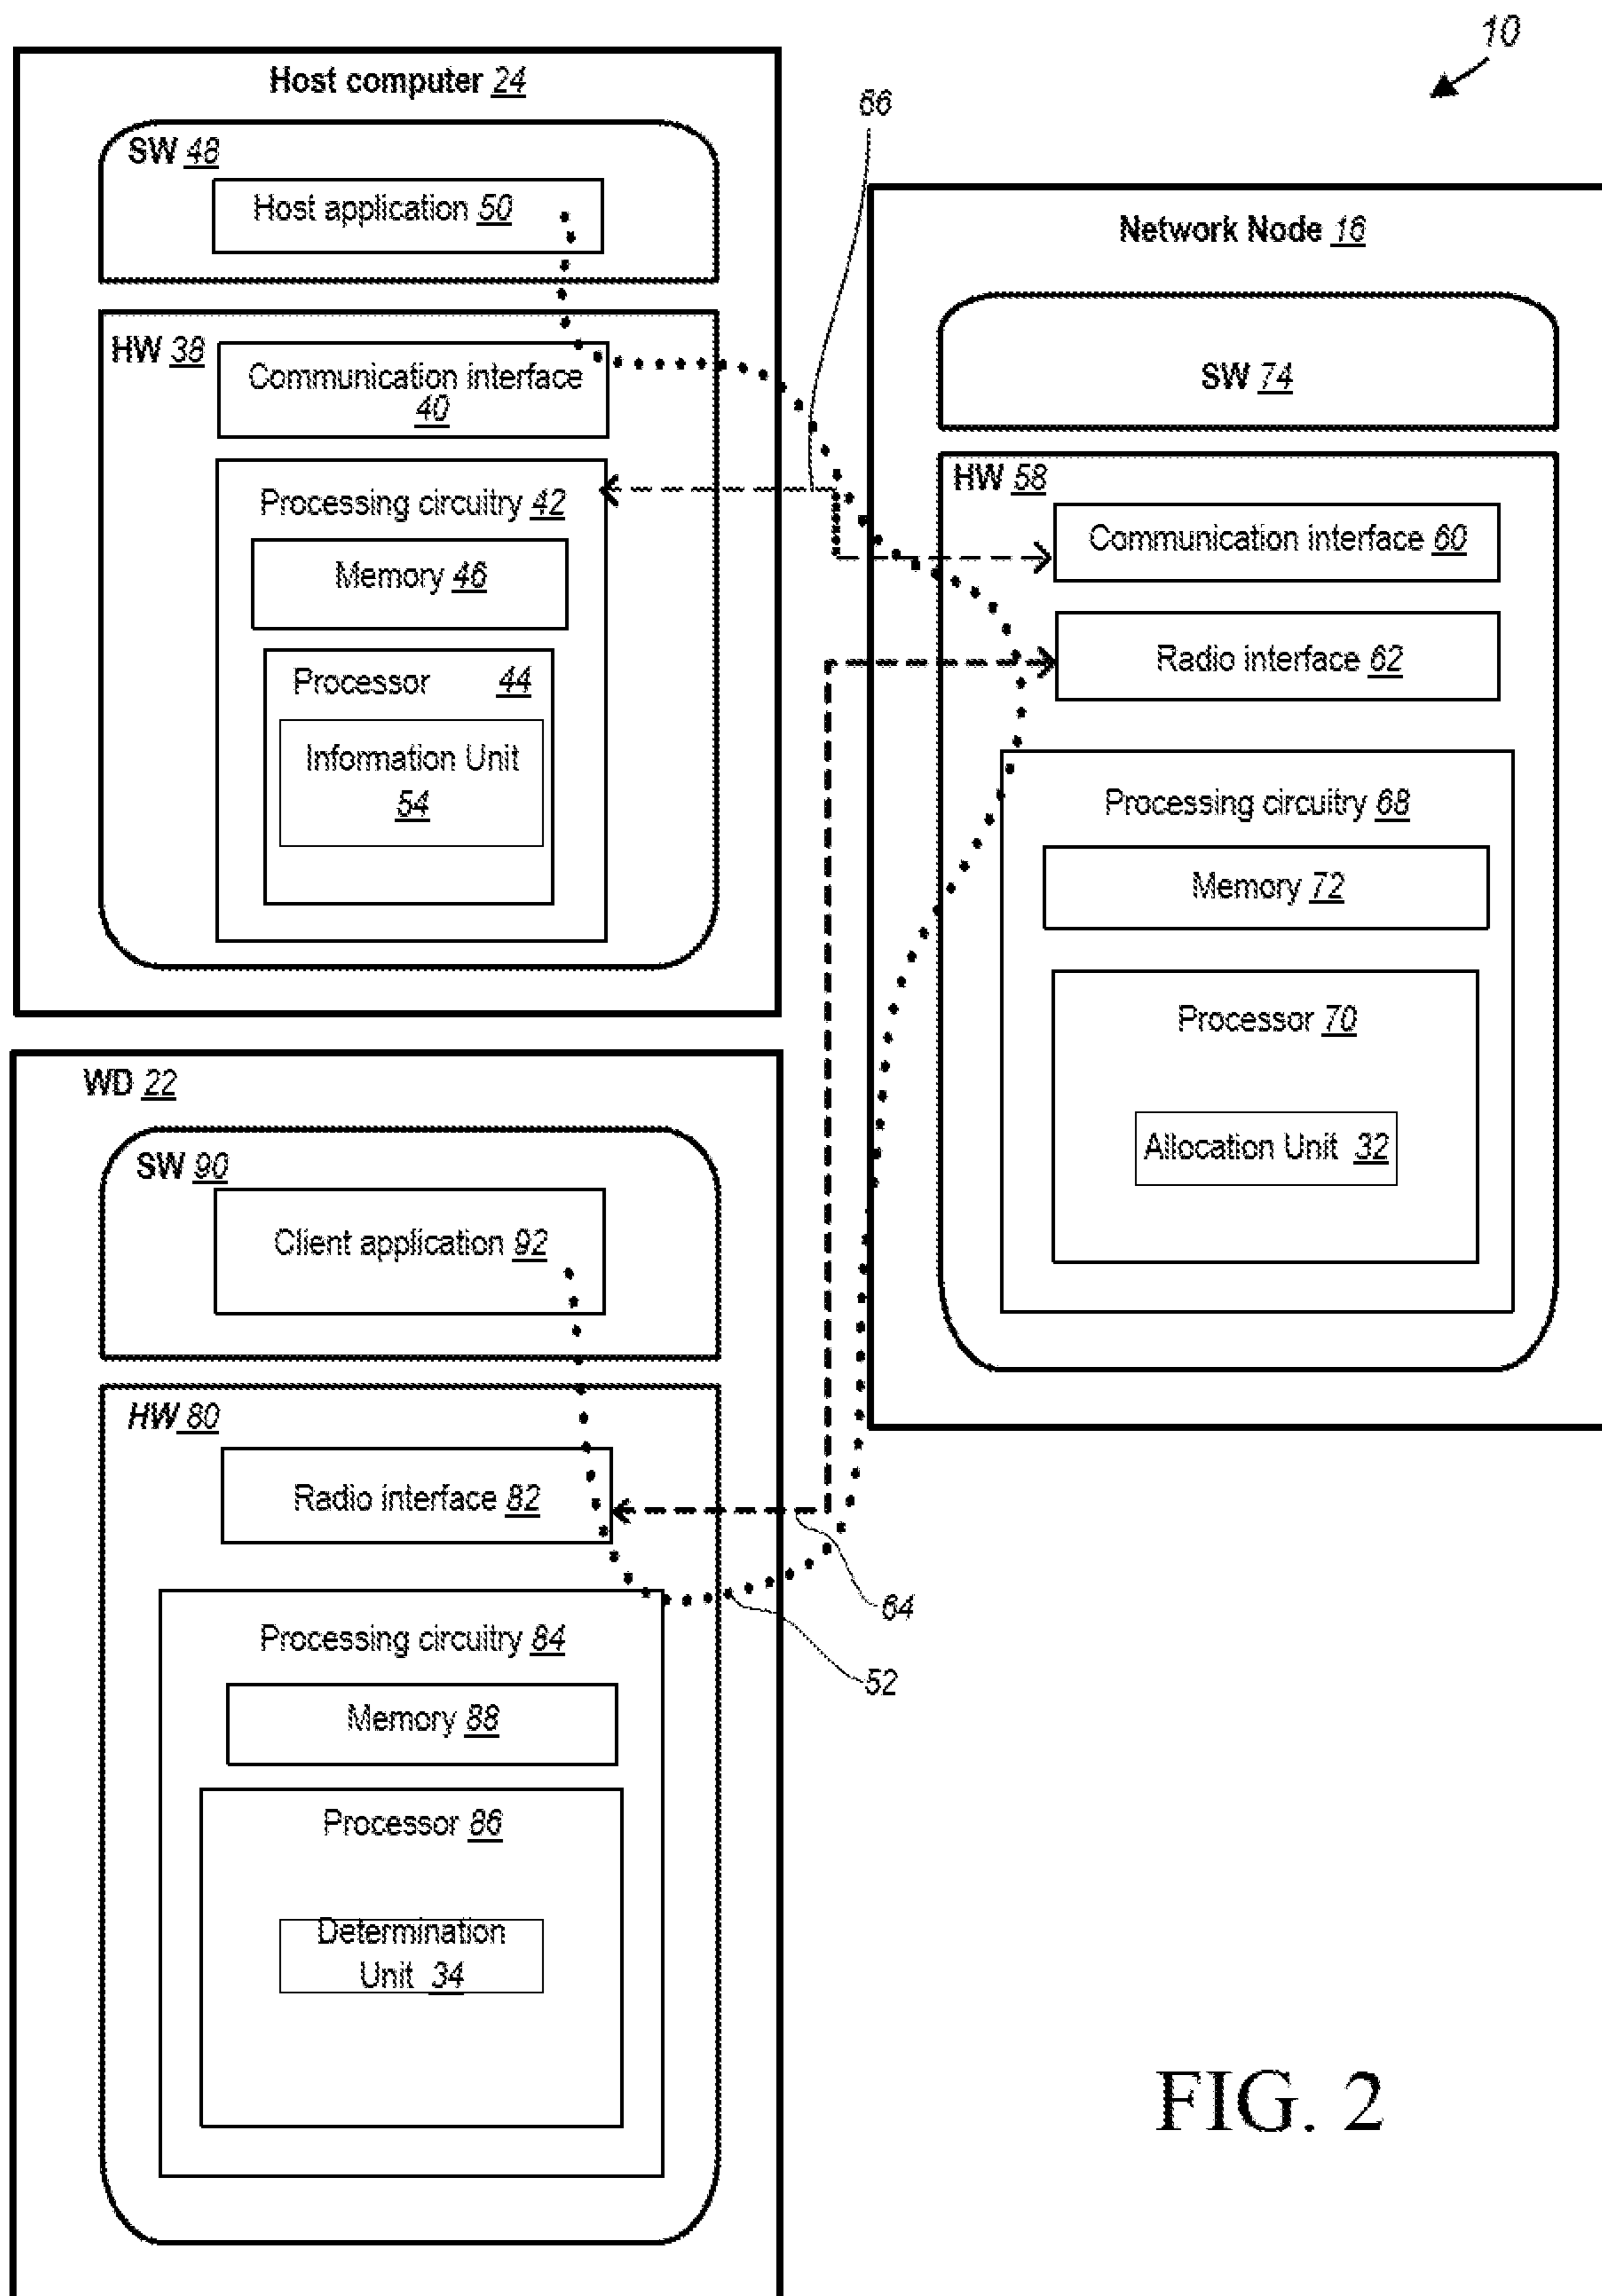 10
Host computer 24
SW 48
Host application 50
HW 38
Communication interface
40
Processing circuitry 42
Memory 46
Processor 44
Information Unit
54
66
Network Node 16
SW 74
HW 58
Communication interface 60
Radio interface 62
Processing circuitry 68
Memory 72
Processor 70
Allocation Unit 32
WD 22
SW 90
Client application 92
HW 80
Radio interface 82
64
52
Processing circuitry 84
Memory 88
Processor 86
Determination
Unit 34
FIG. 2